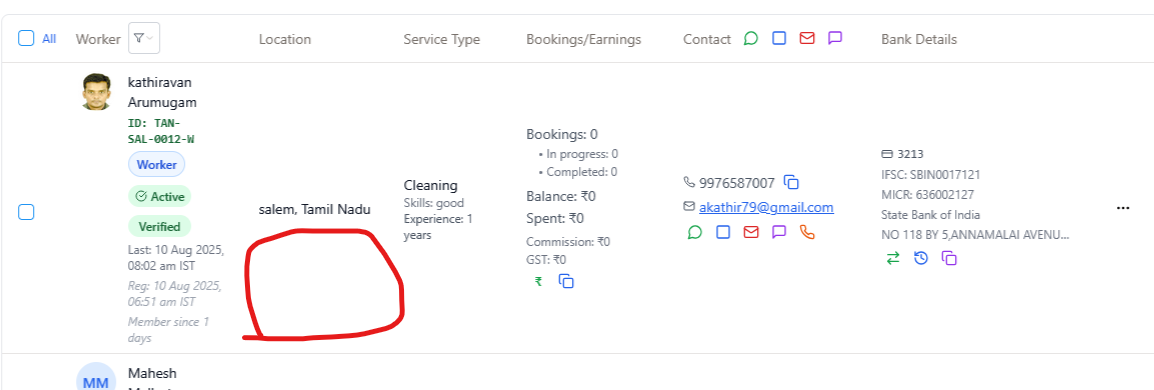 All Worker Location Service Type Bookings/Earnings Contact Bank Details
kathiravan
Arumugam
ID: TAN-
SAL-0012-W
Worker
Active
Verified
Last: 10 Aug 2025,
08:02 am IST
Reg: 10 Aug 2025,
06:51 am IST
Member since 1
days
salem, Tamil Nadu
Cleaning
Skills: good
Experience: 1
years
Bookings: 0
• In progress: 0
• Completed: 0
Balance: ₹0
Spent: ₹0
Commission: ₹0
GST: ₹0
₹
9976587007
akathir79@gmail.com
3213
IFSC: SBIN0017121
MICR: 636002127
State Bank of India
NO 118 BY 5,ANNAMALAI AVENU...
...
MM
Mahesh